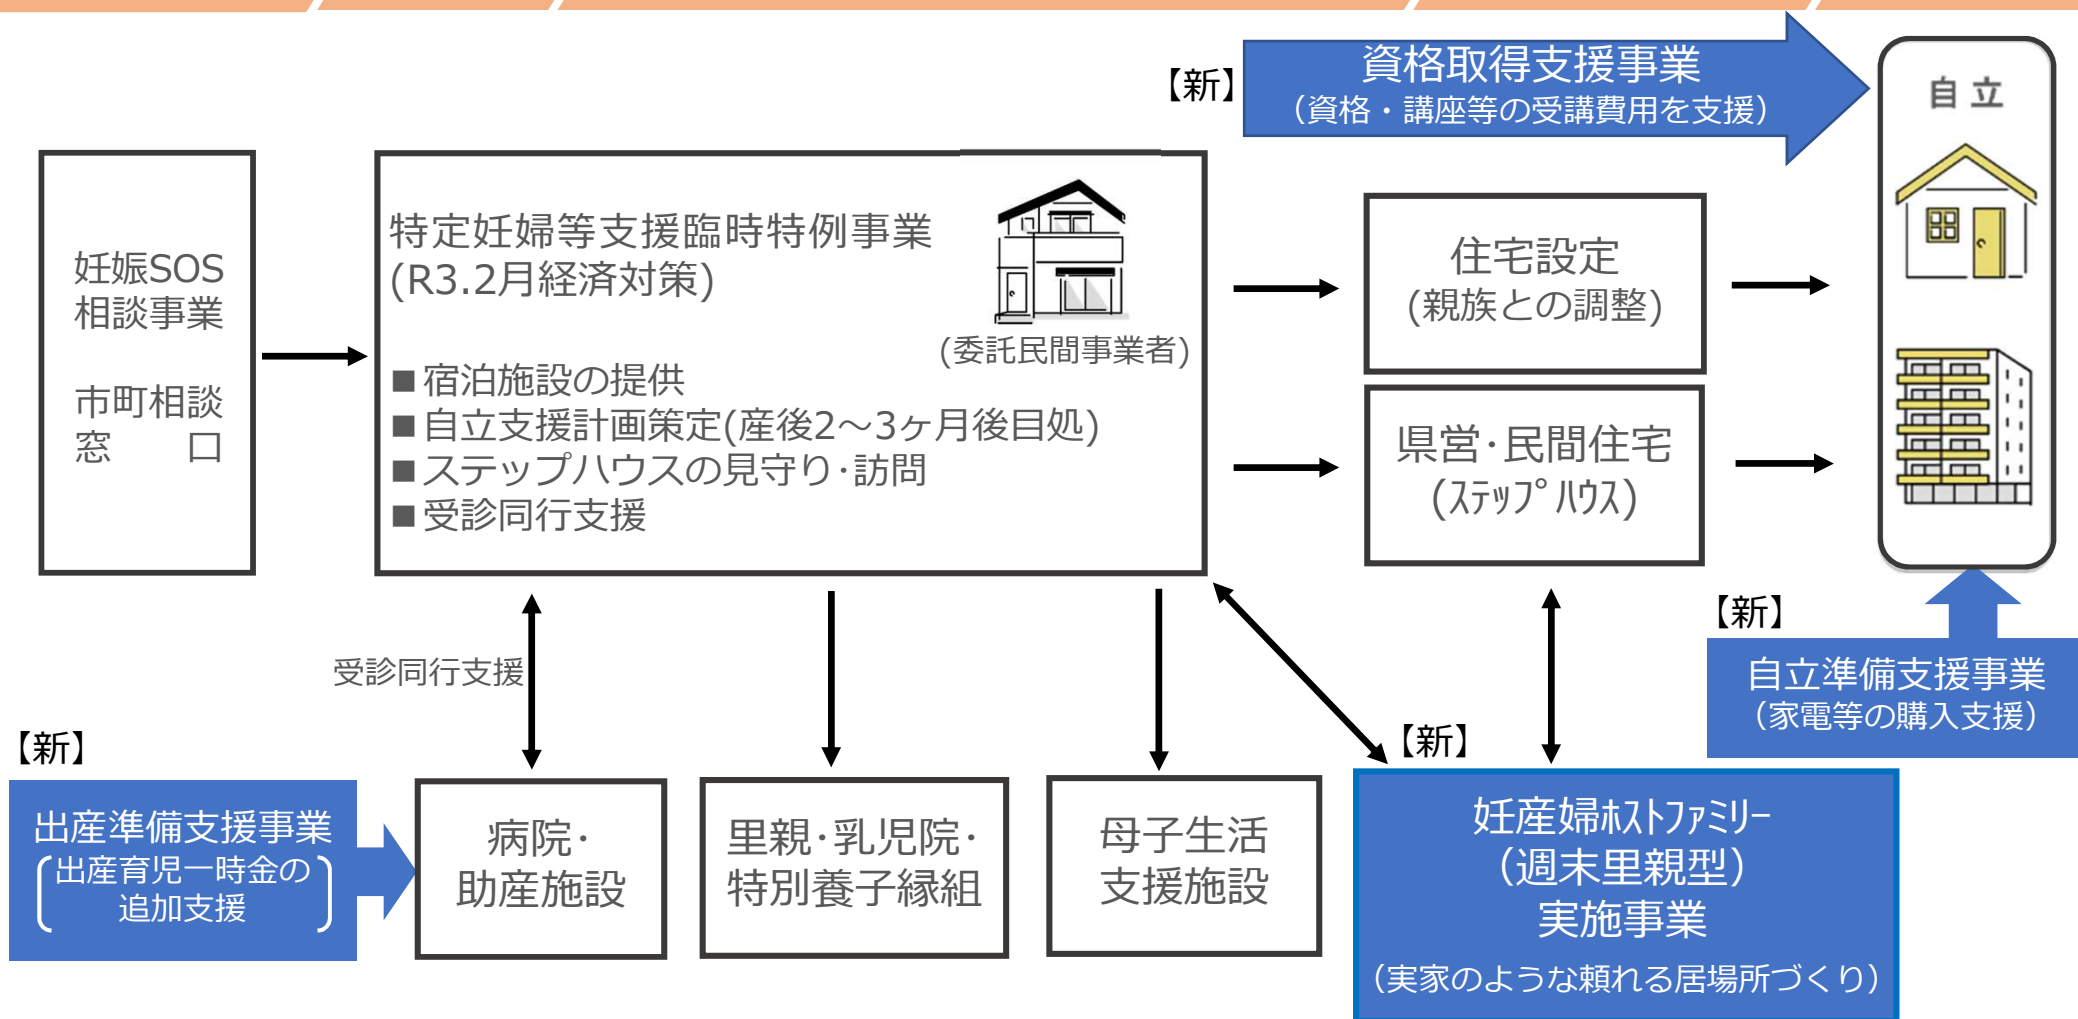 【新】
資格取得支援事業
（資格・講座等の受講費用を支援）
自立
妊娠SOS
相談事業
市町相談
窓　　口
特定妊婦等支援臨時特例事業
(R3.2月経済対策)
(委託民間事業者)
■宿泊施設の提供
■自立支援計画策定(産後2～3ヶ月後目処)
■ステップハウスの見守り･訪問
■受診同行支援
住宅設定
(親族との調整)
県営･民間住宅
(ｽﾃｯﾌﾟﾊｳｽ)
受診同行支援
【新】
自立準備支援事業
（家電等の購入支援）
【新】
出産準備支援事業
出産育児一時金の
追加支援
病院･
助産施設
里親･乳児院･
特別養子縁組
母子生活
支援施設
【新】
妊産婦ﾎｽﾄﾌｧﾐﾘｰ
（週末里親型）
実施事業
（実家のような頼れる居場所づくり）